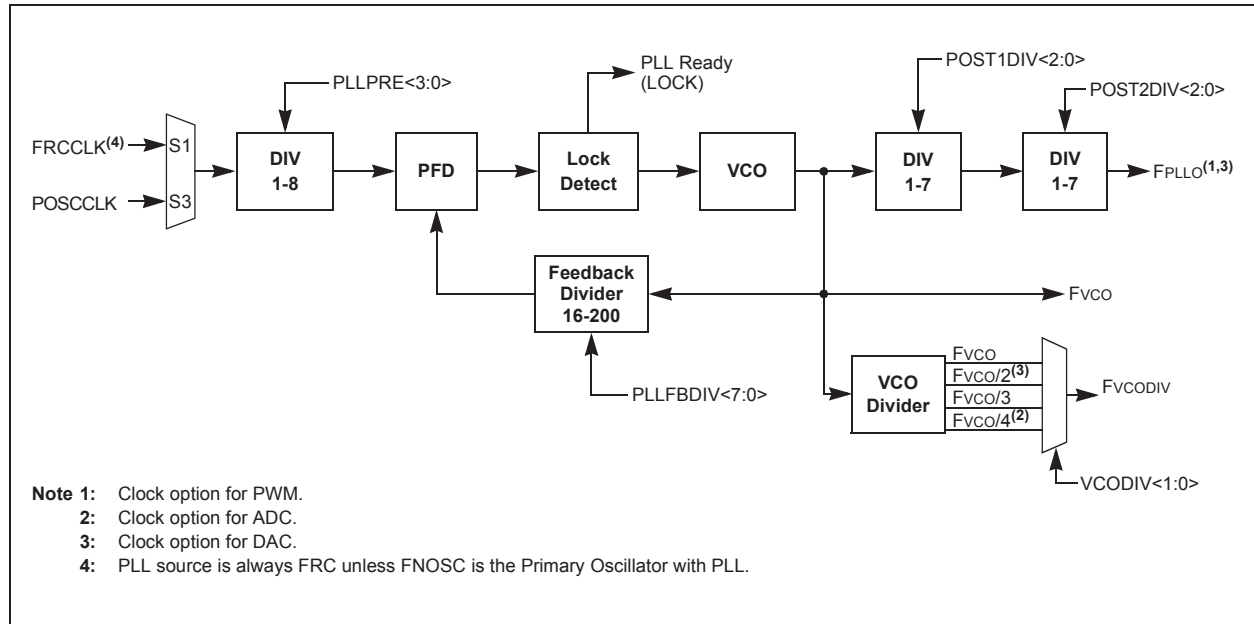 PLLPRE<3:0>
PLL Ready
(LOCK)
POST1DIV<2:0>
POST2DIV<2:0>
FRCCLK(4)
S1
POSCCLK
S3
DIV
1-8
PFD
Lock
Detect
VCO
DIV
1-7
DIV
1-7
FPLLO(1,3)
Feedback
Divider
16-200
FVCO
PLLFBDIV<7:0>
VCO
Divider
FVCO
FVCO/2(3)
FVCO/3
FVCO/4(2)
FVCODIV
VCODIV<1:0>
Note 1: Clock option for PWM.
2: Clock option for ADC.
3: Clock option for DAC.
4: PLL source is always FRC unless FNOSC is the Primary Oscillator with PLL.